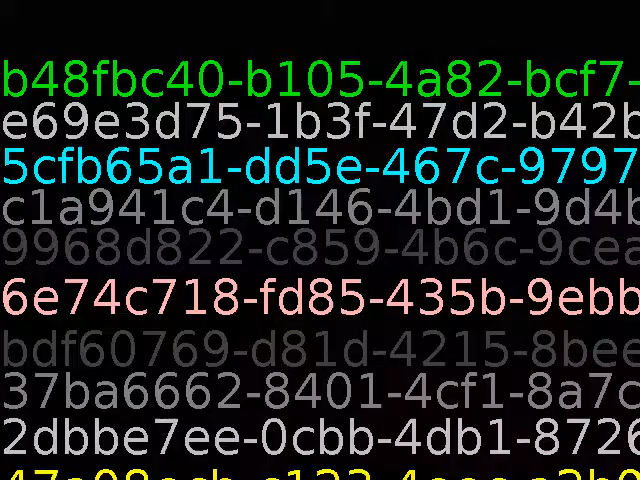 b48fbc40-b105-4a82-bcf7-
e69e3d75-1b3f-47d2-b42b
5cfb65a1-dd5e-467c-9797
c1a941c4-d146-4bd1-9d4b
9968d822-c859-4b6c-9cea
6e74c718-fd85-435b-9ebb
bdf60769-d81d-4215-8bee
37ba6662-8401-4cf1-8a7c
2dbbe7ee-0cbb-4db1-8726